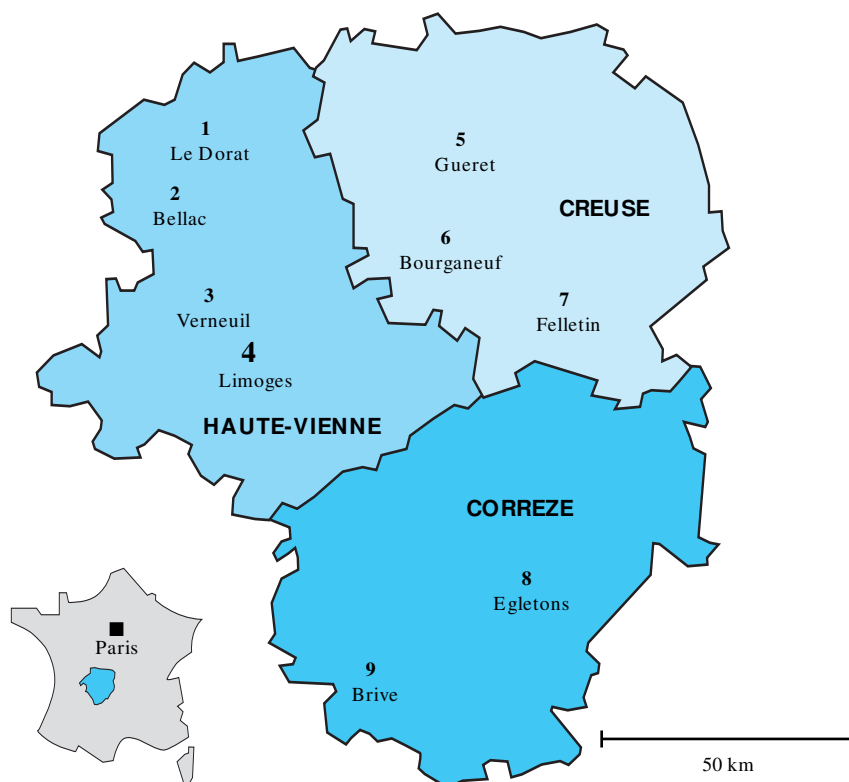 1
Le Dorat
2
Bellac
3
Verneuil
4
Limoges
HAUTE-VIENNE
5
Gueret
CREUSE
6
Bourganeuf
7
Felletin
CORREZE
8
Egletons
9
Brive
Paris
50 km